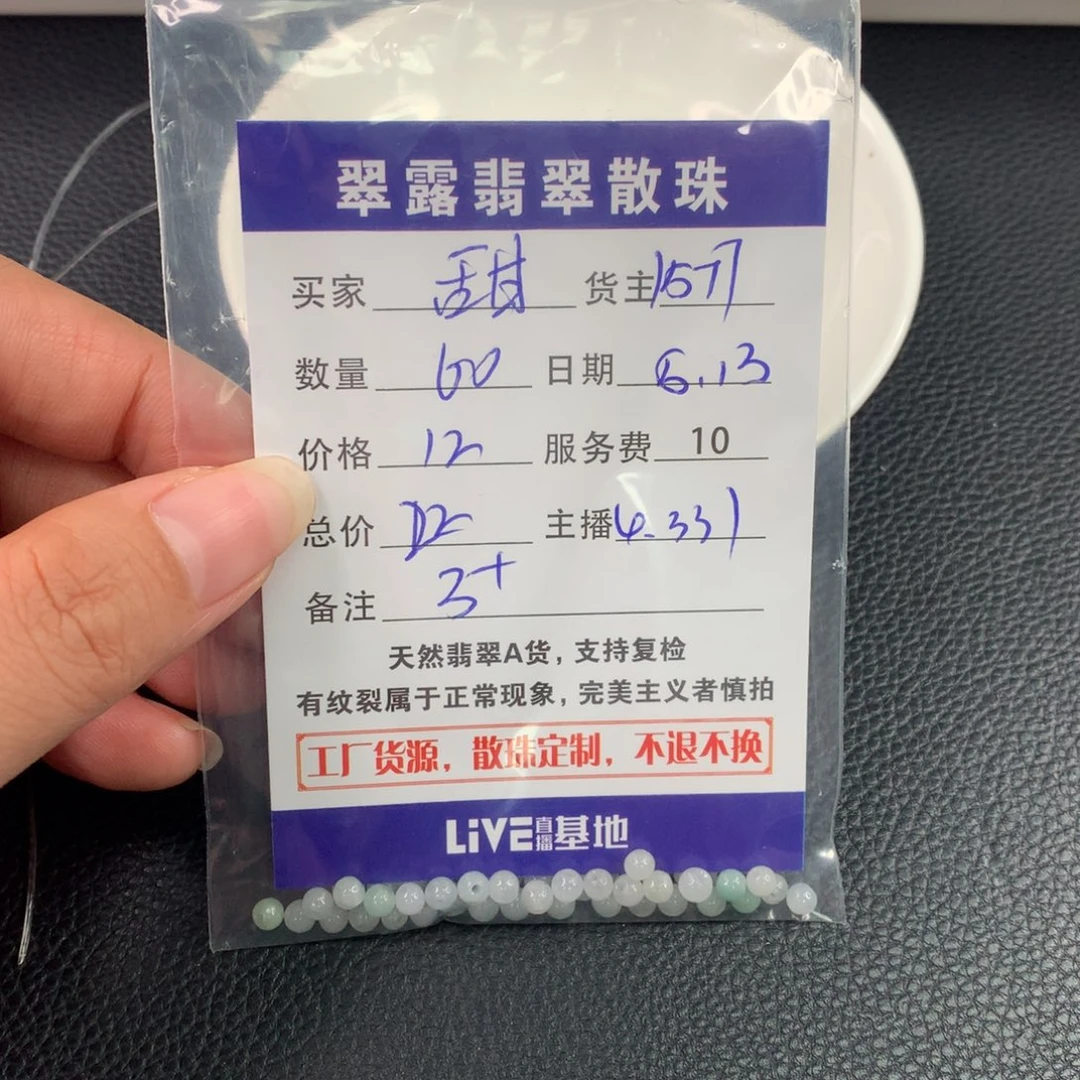 翠露翡翠散珠
买家 甜 货主 1577
数量 60 日期 6.13
价格 12 服务费 10
总价 主播
备注 3+
天然翡翠A货,支持复检
有纹裂属于正常现象,完美主义者慎拍
工厂货源,散珠定制,不退不换
LiVE直播基地